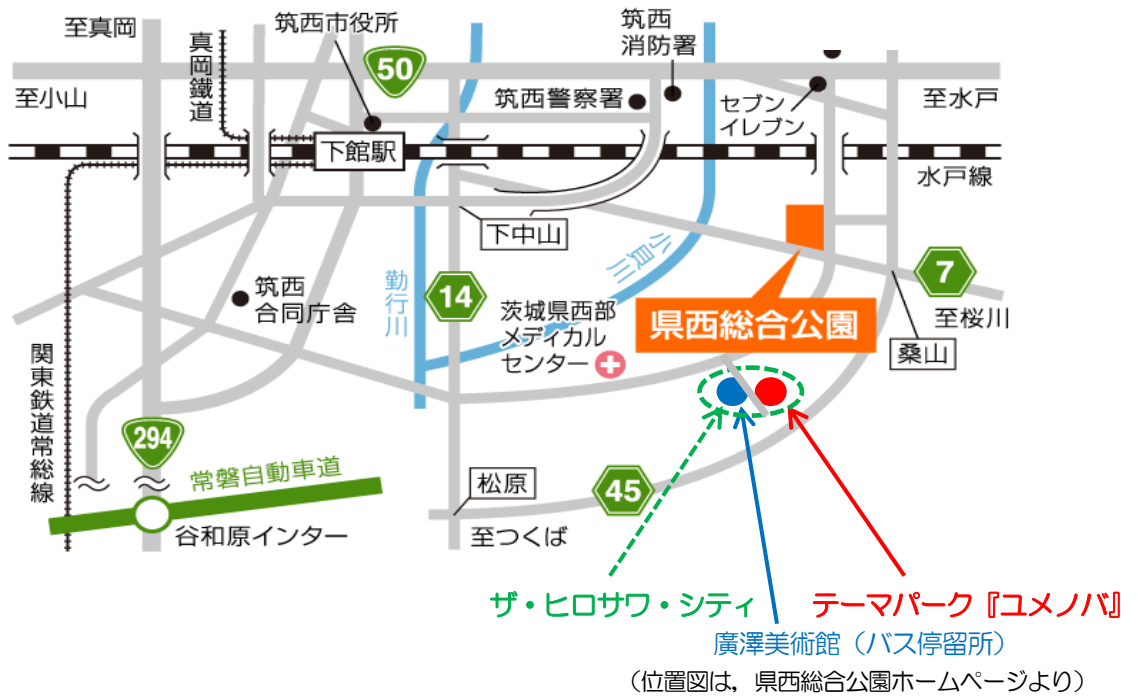 至真岡
筑西市役所
筑西
消防署
真岡鐵道
50
至小山
筑西警察署
セブン
イレブン
至水戸
下館駅
水戸線
下中山
小貝川
7
筑西
合同庁舎
勤行川
14
茨城県西部
メディカル
センター
県西総合公園
至桜川
桑山
関東鉄道常総線
294
常磐自動車道
松原
45
谷和原インター
至つくば
ザ・ヒロサワ・シティ
テーマパーク『ユメノバ』
廣澤美術館（バス停留所）
（位置図は，県西総合公園ホームページより）